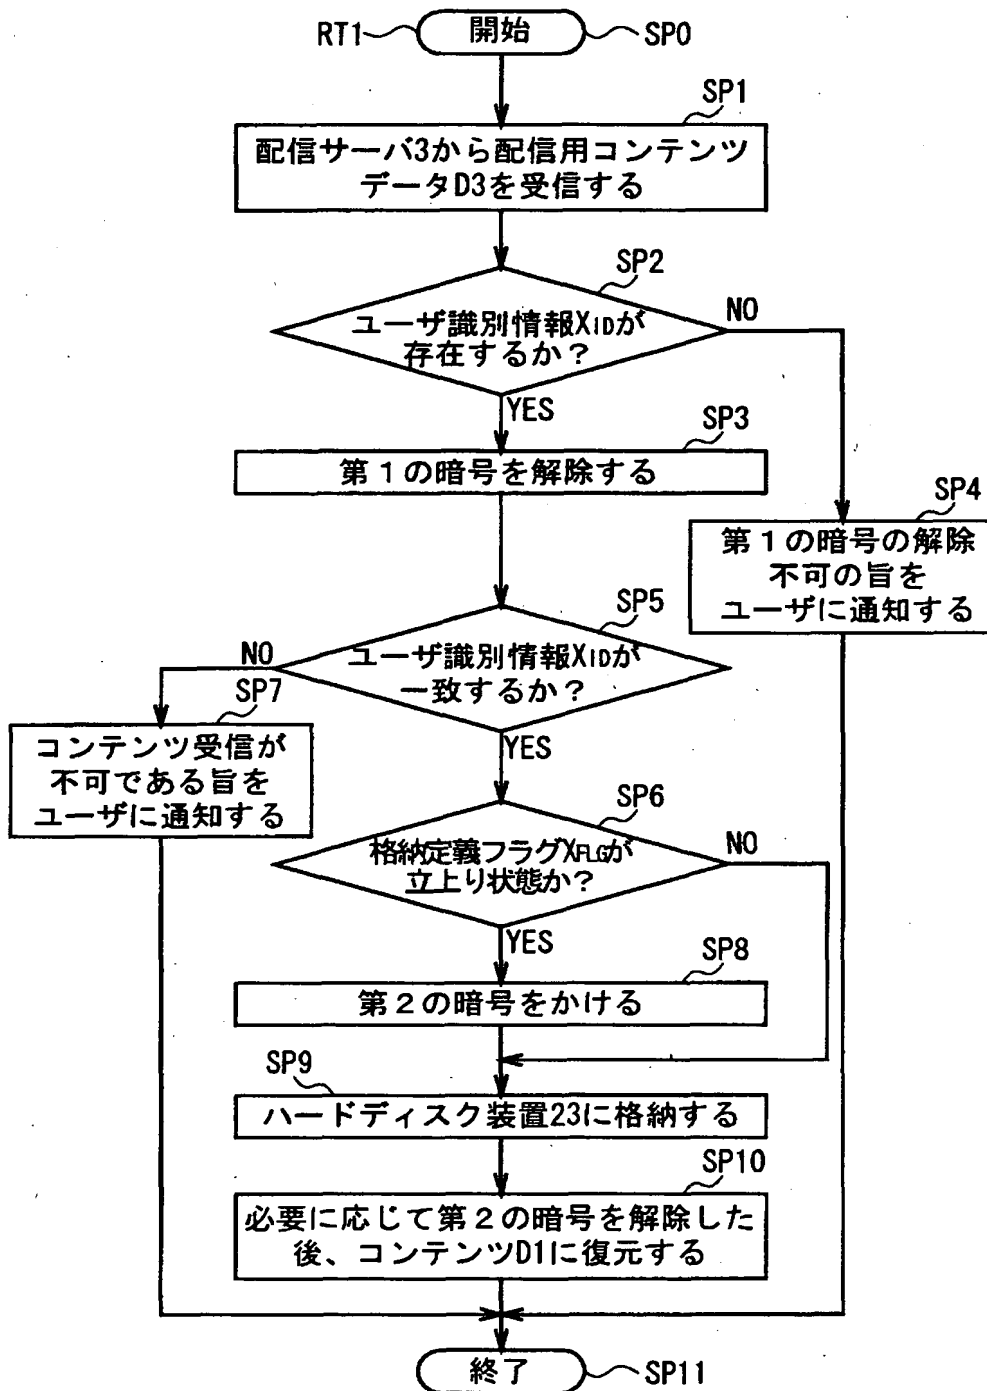 RT1 開始 SP0
SP1
配信サーバ3から配信用コンテンツ
データD3を受信する
SP2
ユーザ識別情報XIDが
存在するか?
NO
YES
SP3
第1の暗号を解除する
SP4
第1の暗号の解除
不可の旨を
ユーザに通知する
SP5
ユーザ識別情報XIDが
一致するか?
NO
YES
SP7
コンテンツ受信が
不可である旨を
ユーザに通知する
SP6
格納定義フラグXFLGが
立上り状態か?
NO
YES
SP8
第2の暗号をかける
SP9
ハードディスク装置23に格納する
SP10
必要に応じて第2の暗号を解除した
後、コンテンツD1に復元する
終了 SP11